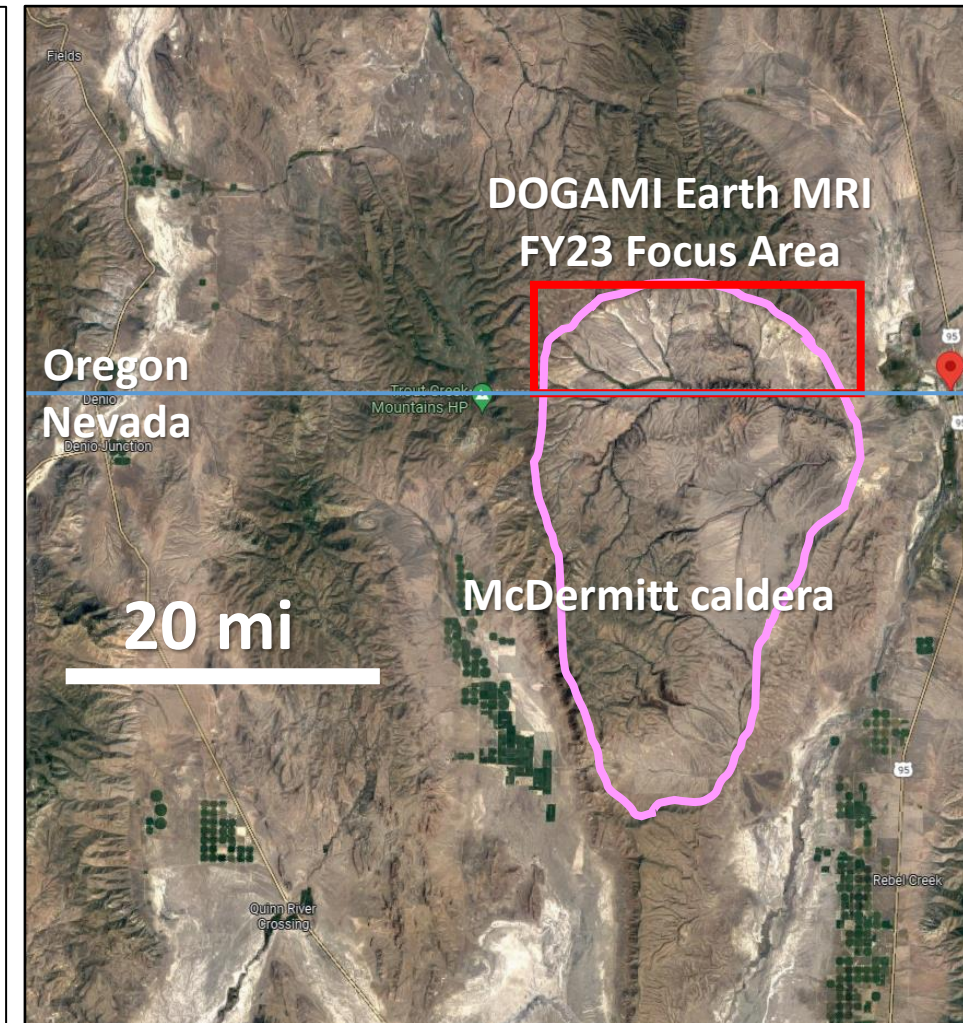 Fields
DOGAMI Earth MRI
FY23 Focus Area
95
Oregon
Trout Creek
Mountains HP
Denio
Nevada
95
Denio Junction
McDermitt caldera
20 mi
95
Rebel Creek
Quinn River
Crossing